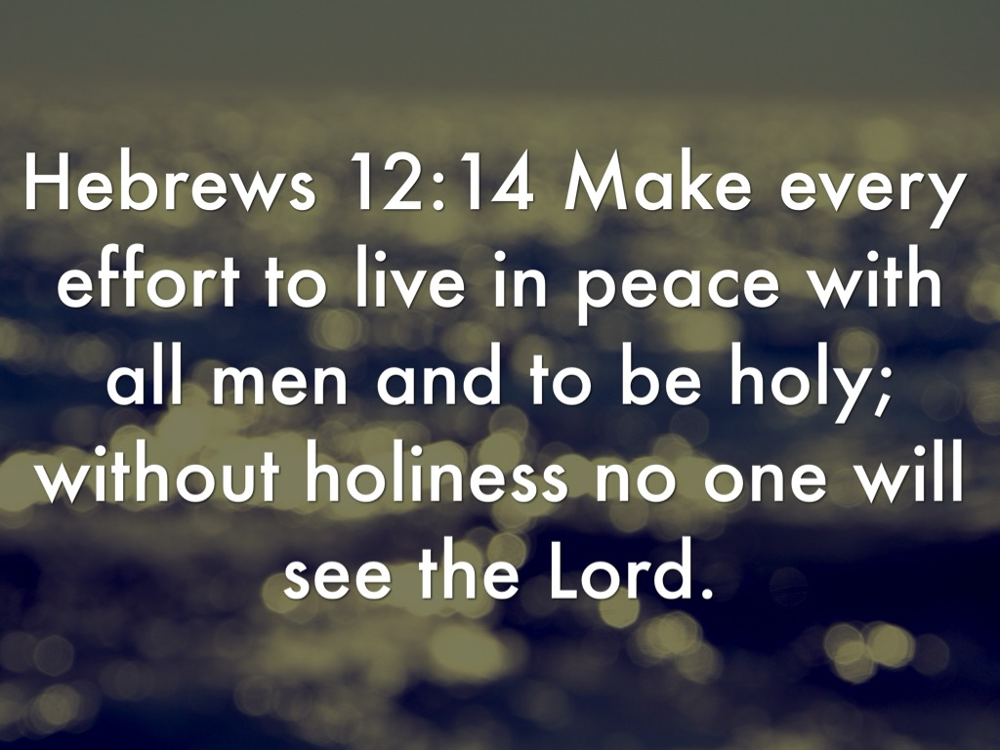 Hebrews 12:14 Make every
effort to live in peace with
all men and to be holy;
without holiness no one will
see the Lord.